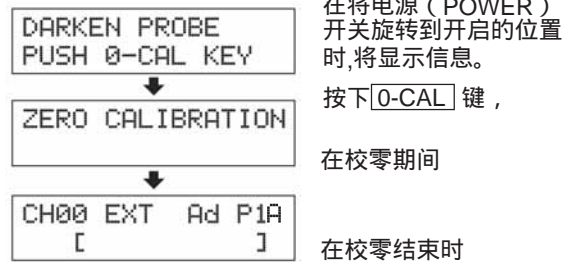 在将电源（POWER）
DARKEN PROBE
PUSH 0-CAL KEY
开关旋转到开启的位置
时,将显示信息。
按下 0-CAL 键，
ZERO CALIBRATION
在校零期间
CH00 EXT Ad P1A
[ ]
在校零结束时